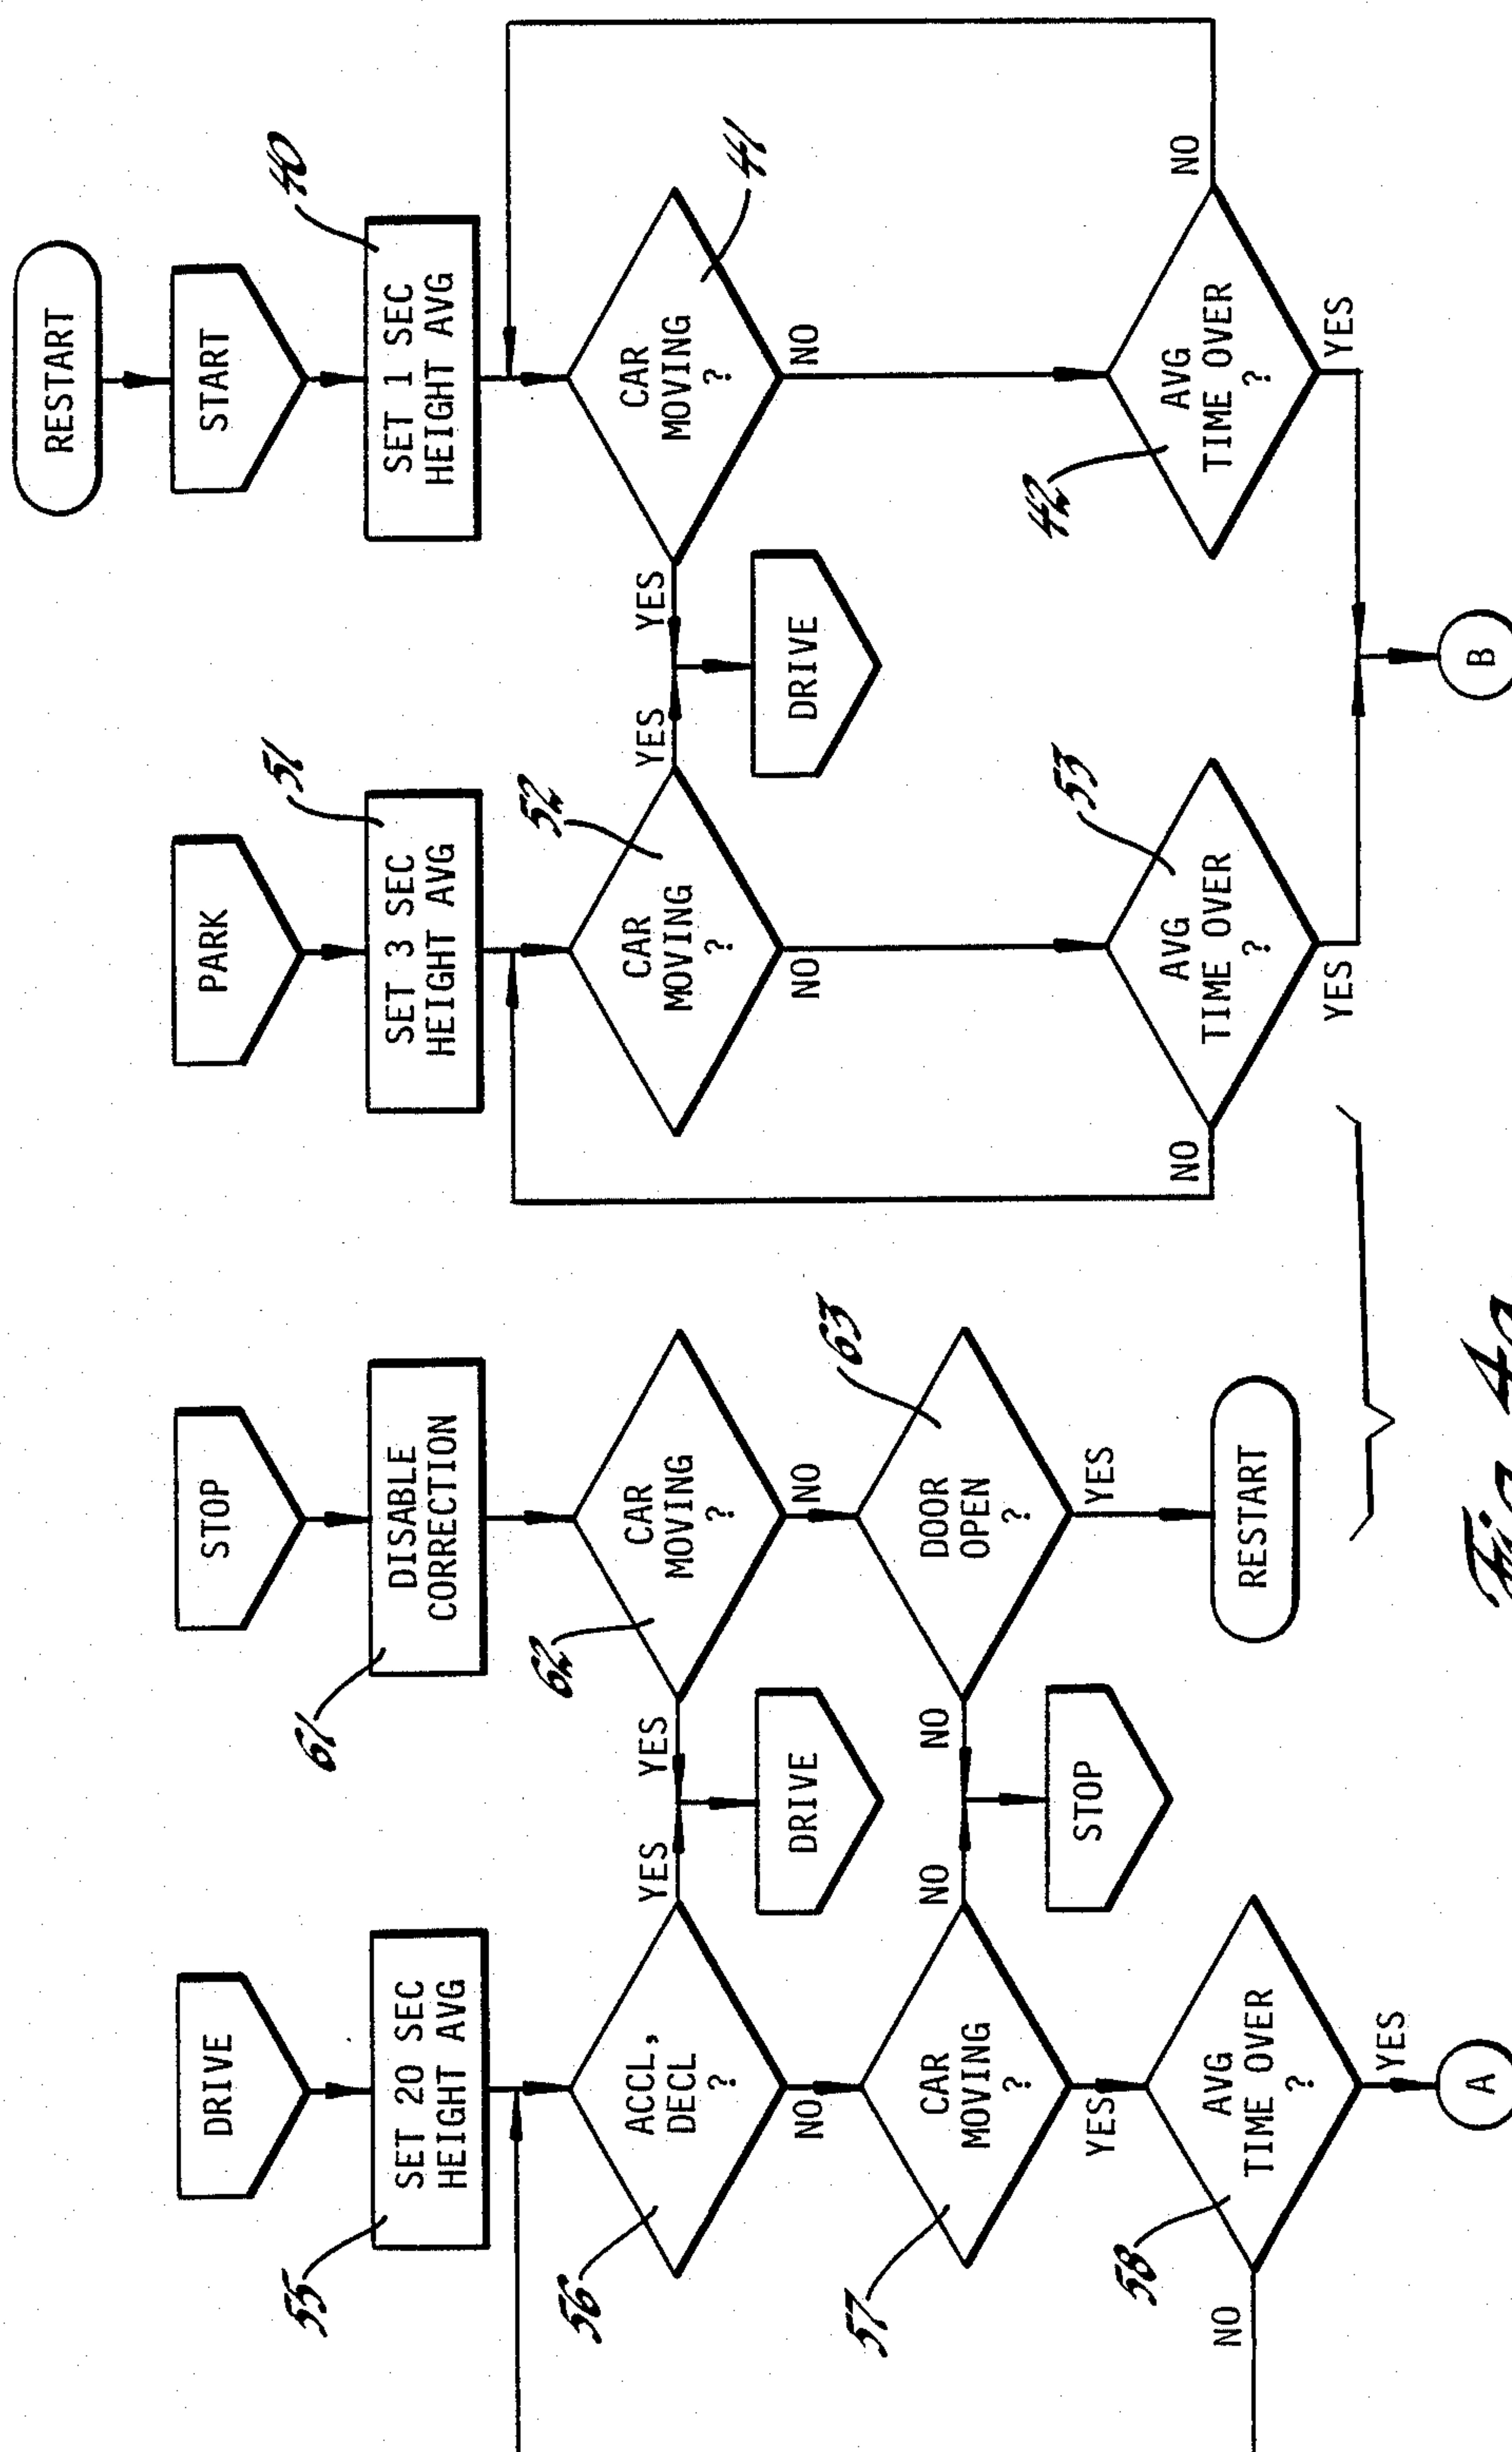 DRIVE
55
SET 20 SEC
HEIGHT AVG
56
ACCL,
DECL
?
YES
NO
57
CAR
MOVING
?
NO
YES
58
AVG
TIME OVER
?
NO
YES
A
STOP
61
DISABLE
CORRECTION
62
CAR
MOVING
?
YES
NO
DRIVE
63
DOOR
OPEN
?
NO
YES
STOP
RESTART
PARK
51
SET 3 SEC
HEIGHT AVG
52
CAR
MOVING
?
YES
NO
53
AVG
TIME OVER
?
NO
YES
RESTART
START
40
SET 1 SEC
HEIGHT AVG
41
CAR
MOVING
?
YES
NO
DRIVE
42
AVG
TIME OVER
?
NO
YES
B
Fig 4a